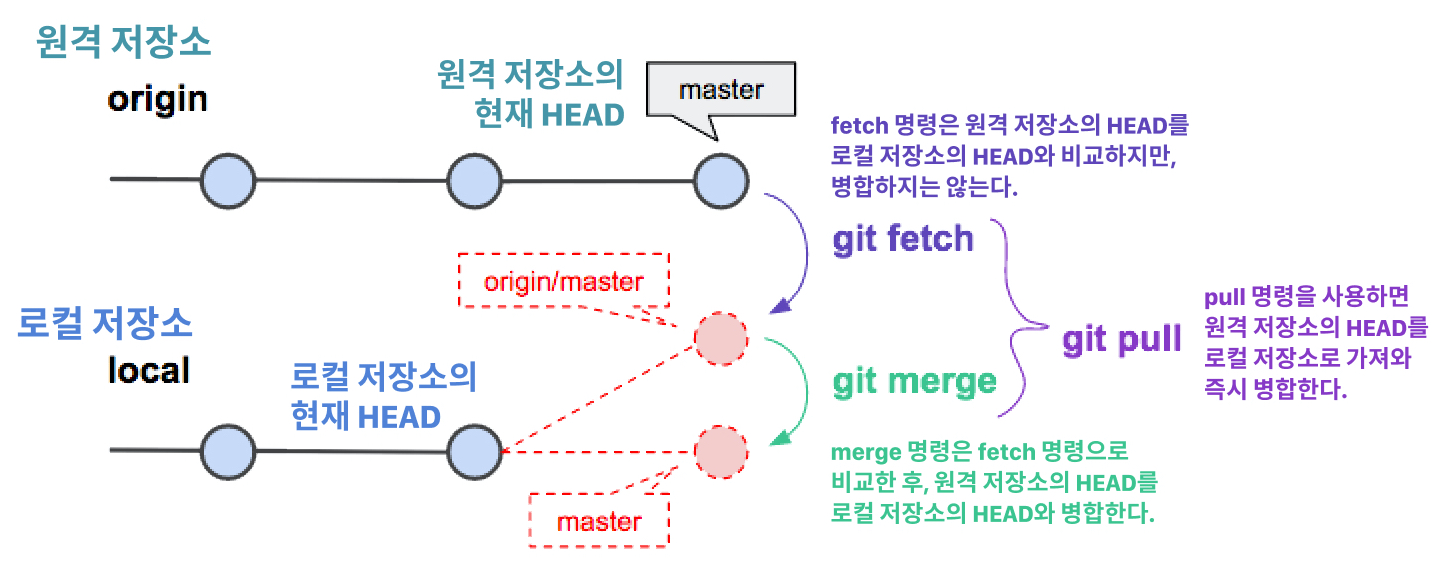 원격 저장소
origin
원격 저장소의
현재 HEAD
master
fetch 명령은 원격 저장소의 HEAD를
로컬 저장소의 HEAD와 비교하지만,
병합하지는 않는다.
git fetch
origin/master
pull 명령을 사용하면
원격 저장소의 HEAD를
로컬 저장소로 가져와
즉시 병합한다.
git pull
로컬 저장소
local
로컬 저장소의
현재 HEAD
git merge
merge 명령은 fetch 명령으로
비교한 후, 원격 저장소의 HEAD를
로컬 저장소의 HEAD와 병합한다.
master